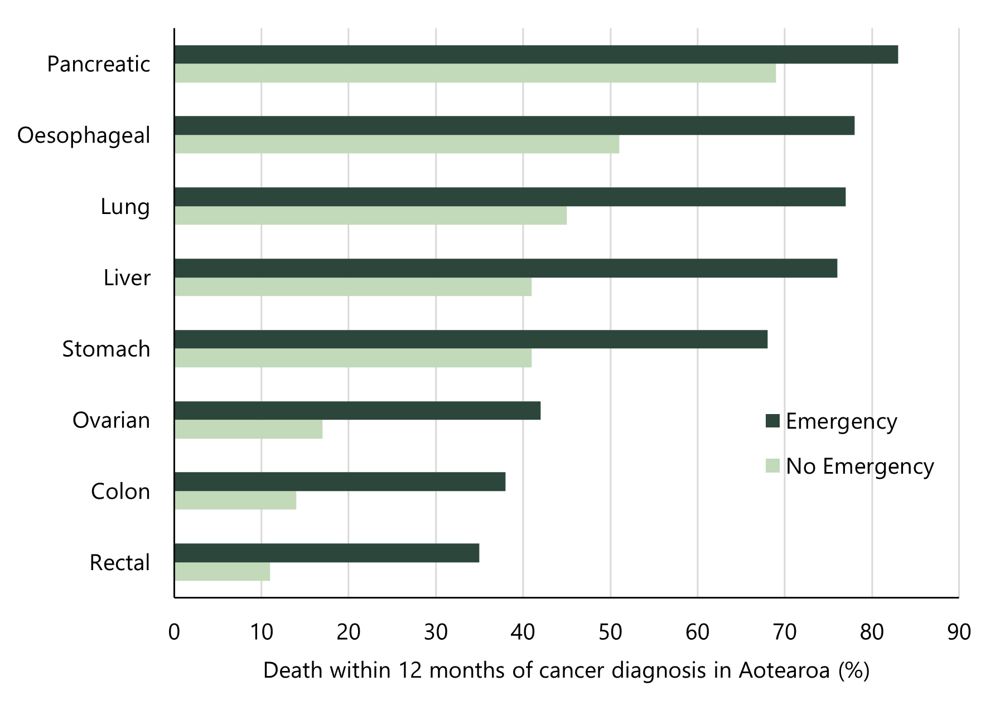 Pancreatic
Oesophageal
Lung
Liver
Stomach
Ovarian
Colon
Rectal
Emergency
No Emergency
0 10 20 30 40 50 60 70 80 90
Death within 12 months of cancer diagnosis in Aotearoa (%)